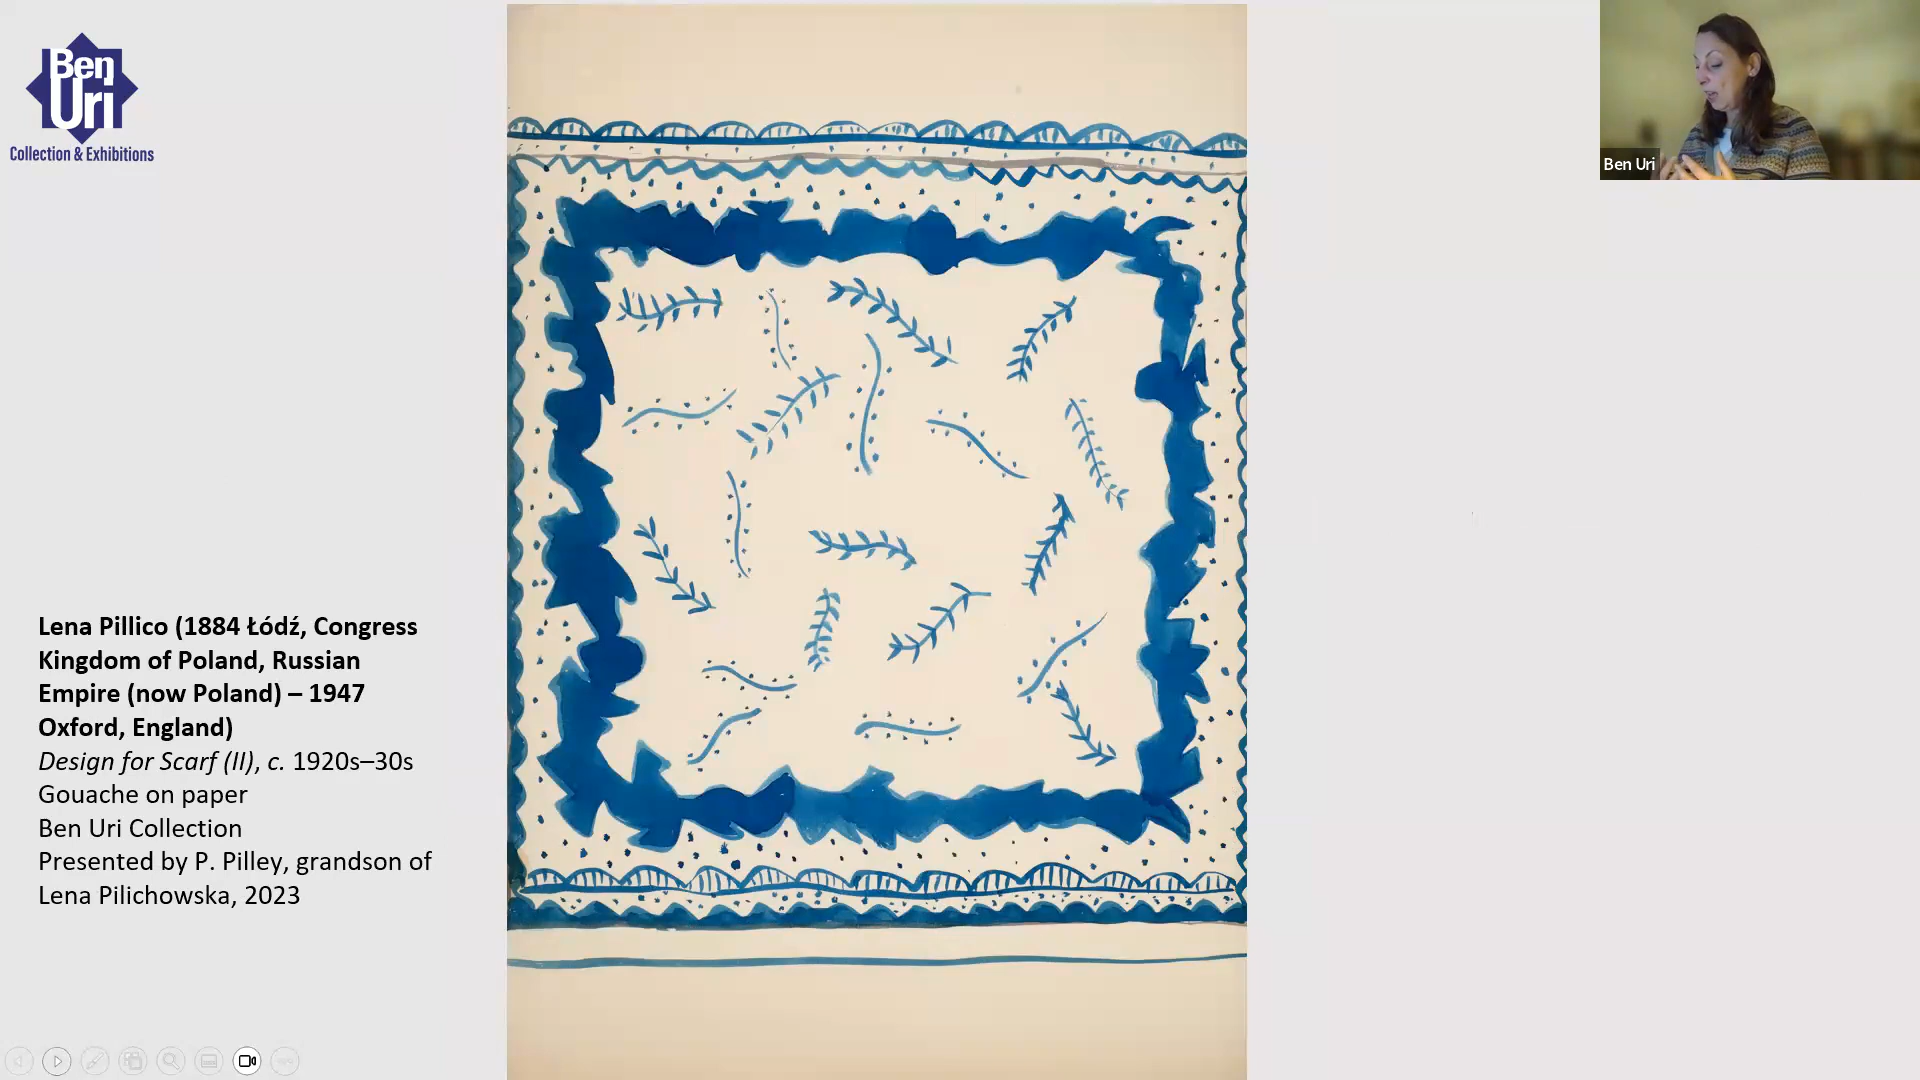 Ben
Uri
Collection & Exhibitions
Ben Uri
Lena Pillico (1884 Łódź, Congress
Kingdom of Poland, Russian
Empire (now Poland) – 1947
Oxford, England)
Design for Scarf (II), c. 1920s–30s
Gouache on paper
Ben Uri Collection
Presented by P. Pilley, grandson of
Lena Pilichowska, 2023